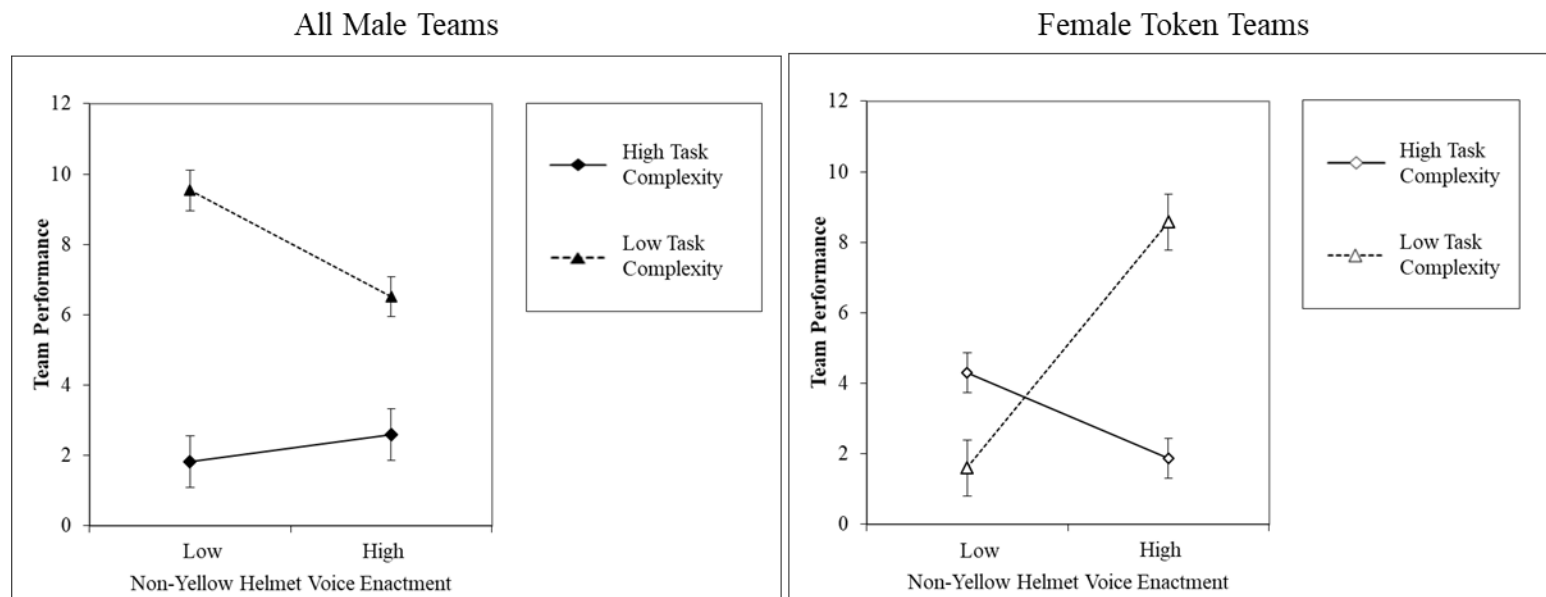 All Male Teams
12
10
8
6
4
2
0
Team Performance
Low
High
Non-Yellow Helmet Voice Enactment
High Task
Complexity
Low Task
Complexity
Female Token Teams
12
10
8
6
4
2
0
Team Performance
Low
High
Non-Yellow Helmet Voice Enactment
High Task
Complexity
Low Task
Complexity